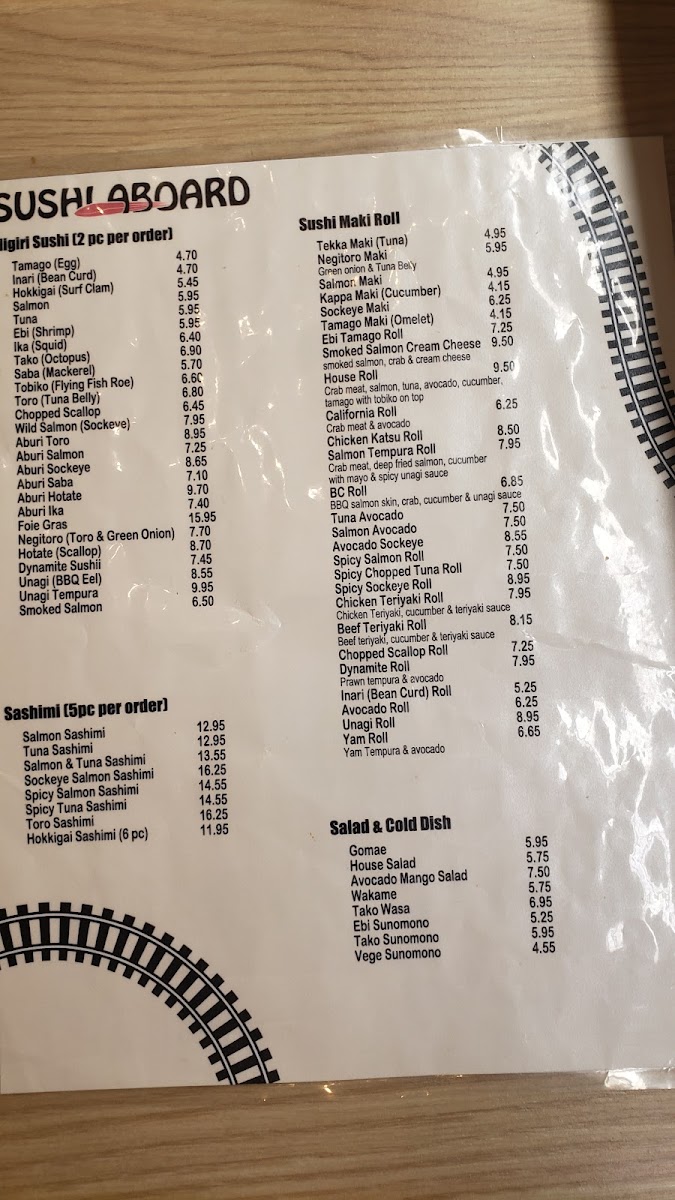 SUSHI ABOARD
igiri Sushi (2 pc per order)
Tamago (Egg) 4.70
Inari (Bean Curd) 4.70
Hokkigai (Surf Clam) 5.45
Salmon 5.95
Tuna 5.95
Ebi (Shrimp) 5.95
Ika (Squid) 6.40
Tako (Octopus) 6.90
Saba (Mackerel) 5.70
Tobiko (Flying Fish Roe) 6.60
Toro (Tuna Belly) 6.80
Chopped Scallop 6.45
Wild Salmon (Sockeye) 7.95
Aburi Toro 8.95
Aburi Salmon 7.25
Aburi Sockeye 8.65
Aburi Saba 7.10
Aburi Hotate 9.70
Aburi Ika 7.40
Foie Gras 15.95
Negitoro (Toro & Green Onion) 7.70
Hotate (Scallop) 8.70
Dynamite Sushii 7.45
Unagi (BBQ Eel) 8.55
Unagi Tempura 9.95
Smoked Salmon 6.50
Sashimi (5pc per order)
Salmon Sashimi 12.95
Tuna Sashimi 12.95
Salmon & Tuna Sashimi 13.55
Sockeye Salmon Sashimi 16.25
Spicy Salmon Sashimi 14.55
Spicy Tuna Sashimi 14.55
Toro Sashimi 16.25
Hokkigai Sashimi (6 pc) 11.95
Sushi Maki Roll
Tekka Maki (Tuna) 4.95
Negitoro Maki 5.95
Green onion & Tuna Belly
Salmon Maki 4.95
Kappa Maki (Cucumber) 4.15
Sockeye Maki 6.25
Tamago Maki (Omelet) 4.15
Ebi Tamago Roll 7.25
Smoked Salmon Cream Cheese 9.50
smoked salmon, crab & cream cheese
House Roll 9.50
Crab meat, salmon, tuna, avocado, cucumber,
tamago with tobiko on top
California Roll 6.25
Crab meat & avocado
Chicken Katsu Roll 8.50
Salmon Tempura Roll 7.95
Crab meat, deep fried salmon, cucumber
with mayo & spicy unagi sauce
BC Roll 6.85
BBQ salmon skin, crab, cucumber & unagi sauce
Tuna Avocado 7.50
Salmon Avocado 7.50
Avocado Sockeye 8.55
Spicy Salmon Roll 7.50
Spicy Chopped Tuna Roll 7.50
Spicy Sockeye Roll 8.95
Chicken Teriyaki Roll 7.95
Chicken Teriyaki, cucumber & teriyaki sauce
Beef Teriyaki Roll 8.15
Beef teriyaki, cucumber & teriyaki sauce
Chopped Scallop Roll 7.25
Dynamite Roll 7.95
Prawn tempura & avocado
Inari (Bean Curd) Roll 5.25
Avocado Roll 6.25
Unagi Roll 8.95
Yam Roll 6.65
Yam Tempura & avocado
Salad & Cold Dish
Gomae 5.95
House Salad 5.75
Avocado Mango Salad 7.50
Wakame 5.75
Tako Wasa 6.95
Ebi Sunomono 5.25
Tako Sunomono 5.95
Vege Sunomono 4.55